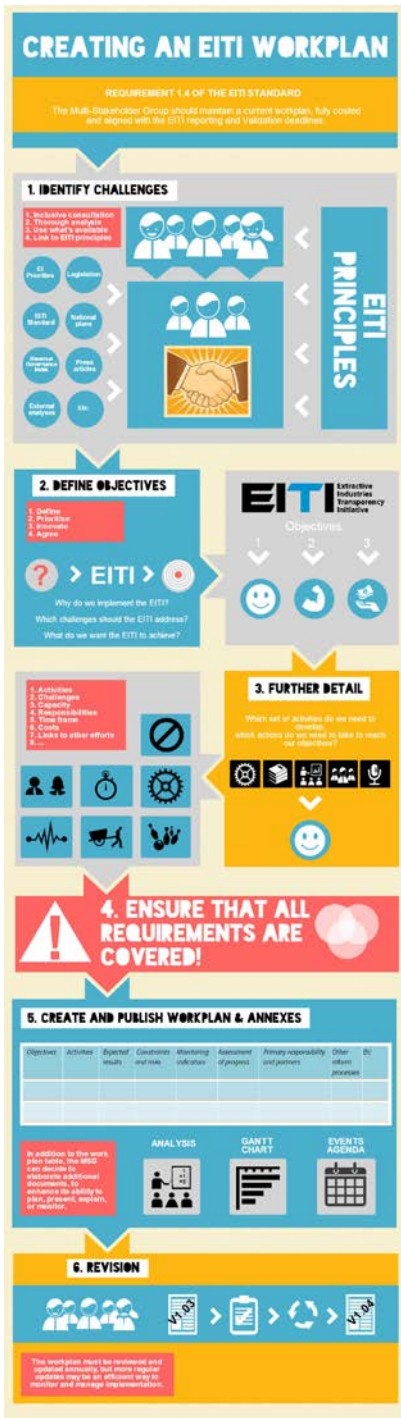 CREATING AN EITI WORKPLAN
REQUIREMENT 1.4 OF THE EITI STANDARD
The Multi-Stakeholder Group should maintain a current workplan, fully costed
and aligned with the EITI reporting and Validation deadlines.
1. IDENTIFY CHALLENGES
1. Inclusive consultation
2. Thorough analysis
3. Use what's available
4. Link to EITI principles
EI
Priorities
Legislation
EITI
Standard
National
plans
Resource
Governance
Index
Press
articles
External
analyses
Etc
EITI
PRINCIPLES
2. DEFINE OBJECTIVES
1. Define
2. Prioritise
3. Innovate
4. Agree
? > EITI >
Why do we implement the EITI?
Which challenges should the EITI address?
What do we want the EITI to achieve?
EITI
Extractive
Industries
Transparency
Initiative
Objectives
1 2 3
3. FURTHER DETAIL
Which set of activities do we need to
develop,
which actions do we need to take to reach
our objectives?
1. Activities
2. Challenges
3. Capacity
4. Responsibilities
5. Time frame
6. Costs
7. Links to other efforts
8. ...
4. ENSURE THAT ALL
REQUIREMENTS ARE
COVERED!
5. CREATE AND PUBLISH WORKPLAN & ANNEXES
Objectives
Activities
Expected
results
Constraints
and risks
Monitoring
indicators
Assessment
of progress
Primary responsibility
and partners
Other
reform
processes
Etc
In addition to the work
plan table, the MSG
can decide to
elaborate additional
documents, to
enhance its ability to
plan, present, explain,
or monitor.
ANALYSIS
GANTT
CHART
EVENTS
AGENDA
6. REVISION
V1.03
V1.04
The workplan must be reviewed and
updated annually, but more regular
updates may be an efficient way to
monitor and manage implementation.